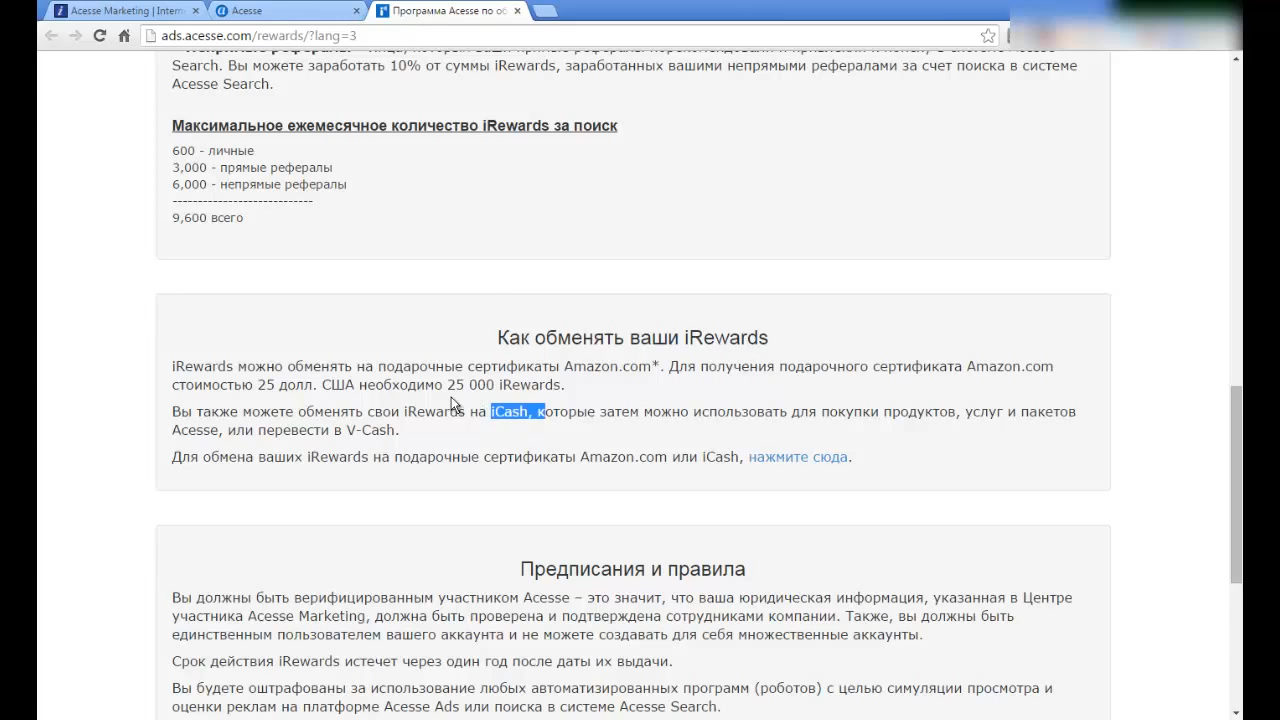 Acesse Marketing | Intern
Acesse
Программа Acesse по об
ads.acesse.com/rewards/?lang=3
Search. Вы можете заработать 10% от суммы iRewards, заработанных вашими непрямыми рефералами за счет поиска в системе
Acesse Search.
Максимальное ежемесячное количество iRewards за поиск
600 - личные
3,000 - прямые рефералы
6,000 - непрямые рефералы
----------------------------
9,600 всего
Как обменять ваши iRewards
iRewards можно обменять на подарочные сертификаты Amazon.com*. Для получения подарочного сертификата Amazon.com
стоимостью 25 долл. США необходимо 25 000 iRewards.
Вы также можете обменять свои iRewards на iCash, которые затем можно использовать для покупки продуктов, услуг и пакетов
Acesse, или перевести в V-Cash.
Для обмена ваших iRewards на подарочные сертификаты Amazon.com или iCash, нажмите сюда.
Предписания и правила
Вы должны быть верифицированным участником Acesse – это значит, что ваша юридическая информация, указанная в Центре
участника Acesse Marketing, должна быть проверена и подтверждена сотрудниками компании. Также, вы должны быть
единственным пользователем вашего аккаунта и не можете создавать для себя множественные аккаунты.
Срок действия iRewards истечет через один год после даты их выдачи.
Вы будете оштрафованы за использование любых автоматизированных программ (роботов) с целью симуляции просмотра и
оценки реклам на платформе Acesse Ads или поиска в системе Acesse Search.